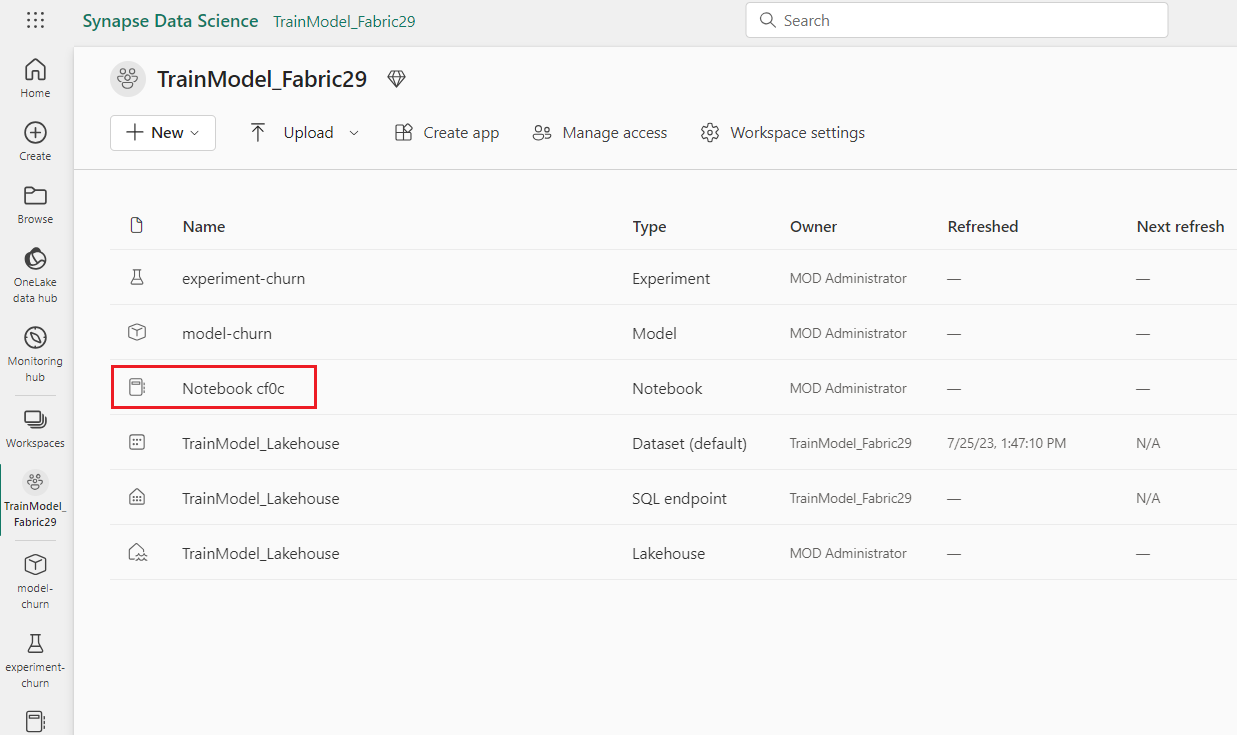 Synapse Data Science TrainModel_Fabric29
Search
Home
Create
Browse
OneLake
data hub
Monitoring
hub
Workspaces
TrainModel_
Fabric29
model-
churn
experiment-
churn
TrainModel_Fabric29
New Upload Create app Manage access Workspace settings
Name Type Owner Refreshed Next refresh
experiment-churn Experiment MOD Administrator — —
model-churn Model MOD Administrator — —
Notebook cf0c Notebook MOD Administrator — —
TrainModel_Lakehouse Dataset (default) TrainModel_Fabric29 7/25/23, 1:47:10 PM N/A
TrainModel_Lakehouse SQL endpoint TrainModel_Fabric29 — N/A
TrainModel_Lakehouse Lakehouse MOD Administrator — —